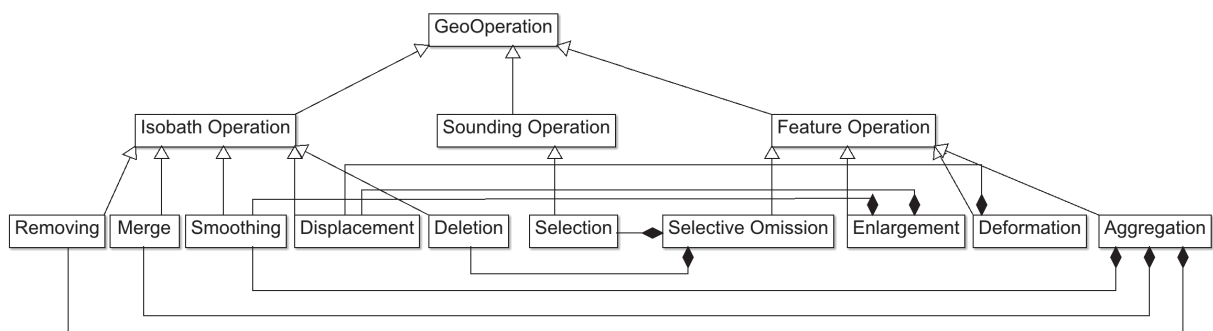 GeoOperation
Isobath Operation
Sounding Operation
Feature Operation
Removing
Merge
Smoothing
Displacement
Deletion
Selection
Selective Omission
Enlargement
Deformation
Aggregation